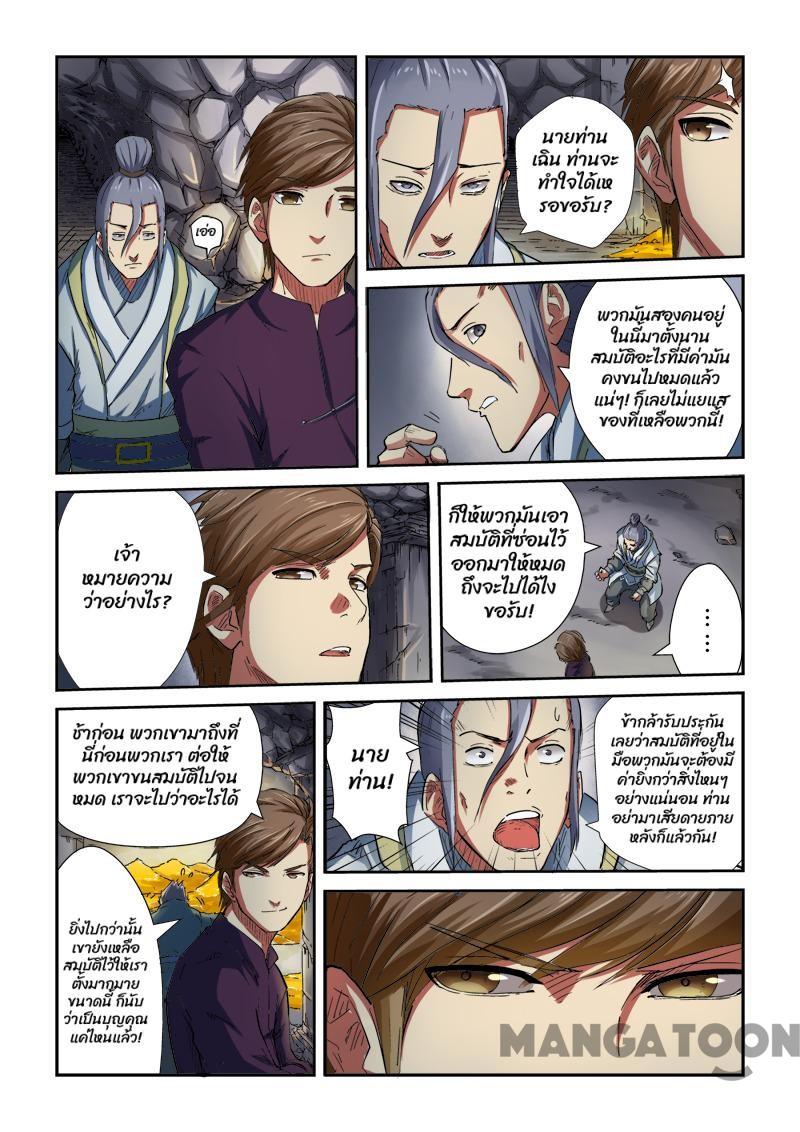 เอ่อ
นายท่าน
เฉิน ท่านจะ
ทำใจได้เห
รอขอรับ?
พวกมันสองคนอยู่
ในนี้มาตั้งนาน
สมบัติอะไรที่มีค่ามัน
คงขนไปหมดแล้ว
แน่ๆ! ก็เลยไม่แยแส
ของที่เหลือพวกนี้!
เจ้า
หมายความ
ว่าอย่างไร?
ก็ให้พวกมันเอา
สมบัติที่ซ่อนไว้
ออกมาให้หมด
ถึงจะไปได้ไง
ขอรับ!
......
ช้าก่อน พวกเขามาถึงที่
นี่ก่อนพวกเรา ต่อให้
พวกเขาขนสมบัติไปจน
หมด เราจะไปว่าอะไรได้
ยิ่งไปกว่านั้น
เขายังเหลือ
สมบัติไว้ให้เรา
ตั้งมากมาย
ขนาดนี้ ก็นับ
ว่าเป็นบุญคุณ
แค่ไหนแล้ว!
นาย
ท่าน!
ข้ากล้ารับประกัน
เลยว่าสมบัติที่อยู่ใน
มือพวกมันจะต้องมี
ค่ายิ่งกว่าสิ่งไหนๆ
อย่างแน่นอน ท่าน
อย่ามาเสียดายภาย
หลังก็แล้วกัน!
MANGATOON